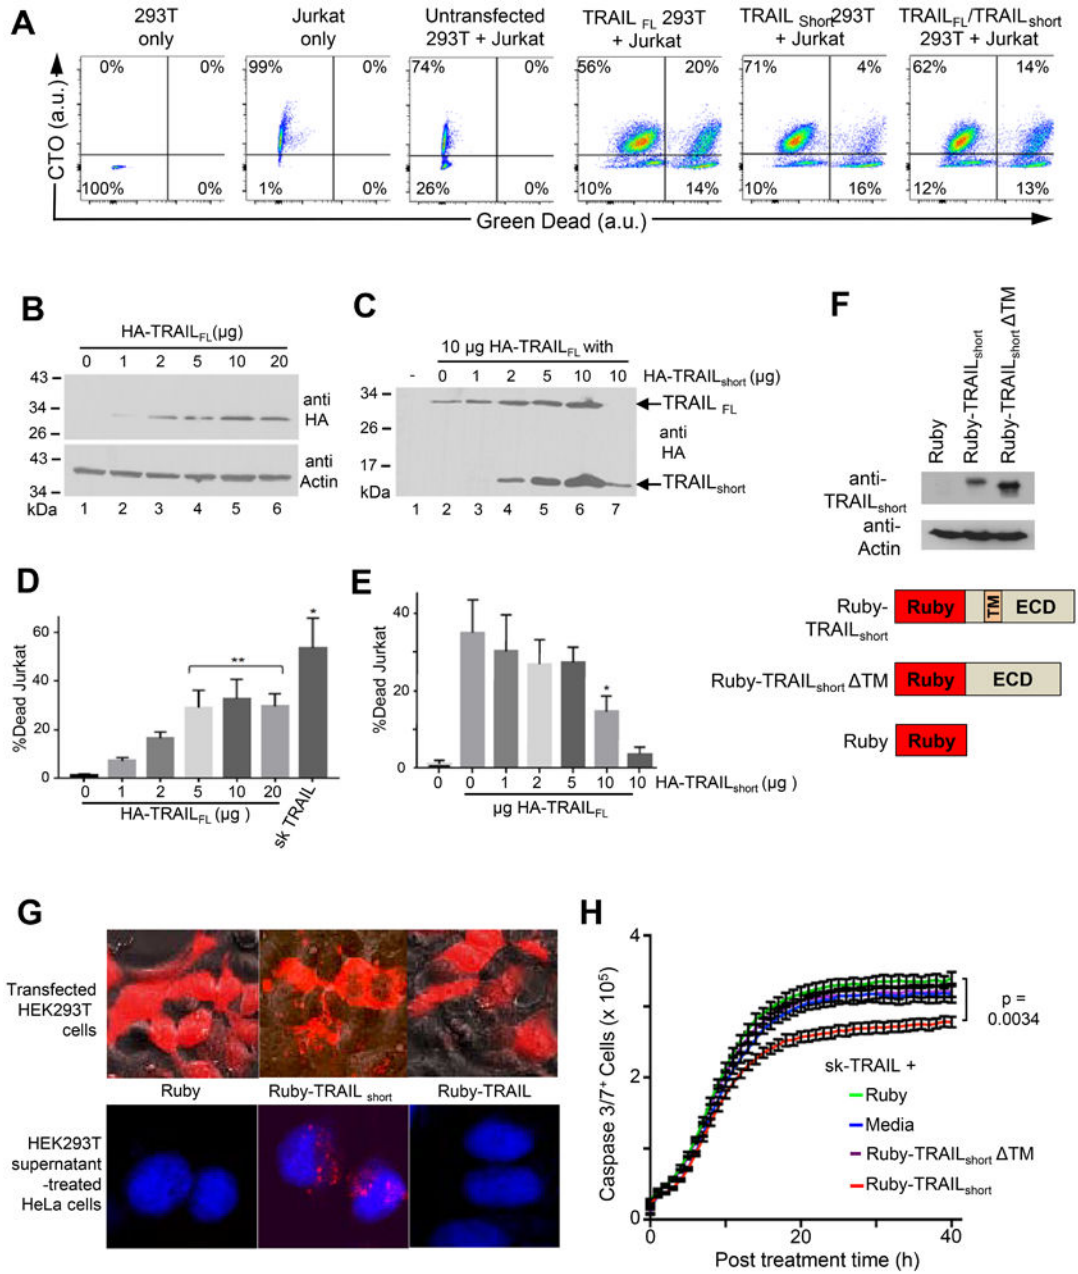 A
293T
only
Jurkat
only
Untransfected
293T + Jurkat
TRAIL FL 293T
+ Jurkat
TRAIL Short 293T
+ Jurkat
TRAILFL/TRAILshort
293T + Jurkat
CTO (a.u.)
0% 0%
100% 0%
99% 0%
1% 0%
74% 0%
26% 0%
56% 20%
10% 14%
71% 4%
10% 16%
62% 14%
12% 13%
Green Dead (a.u.)
B
HA-TRAILFL(µg)
0 1 2 5 10 20
43
34
26
anti
HA
43
34
anti
Actin
kDa
1 2 3 4 5 6
C
10 µg HA-TRAILFL with
- 0 1 2 5 10 10 HA-TRAILshort (µg)
34
26
17
kDa
TRAIL FL
anti
HA
TRAILshort
1 2 3 4 5 6 7
F
Ruby
Ruby-TRAILshort
Ruby-TRAILshort ΔTM
anti-
TRAILshort
anti-
Actin
Ruby-
TRAILshort
Ruby TM ECD
Ruby-TRAILshort ΔTM
Ruby ECD
Ruby
Ruby
D
%Dead Jurkat
60
40
20
0
**
*
0 1 2 5 10 20 sk TRAIL
HA-TRAILFL (µg )
E
%Dead Jurkat
40
20
0
*
0 0 1 2 5 10 10 HA-TRAILshort (µg )
µg HA-TRAILFL
G
Transfected
HEK293T
cells
Ruby
Ruby-TRAIL short
Ruby-TRAIL
HEK293T
supernatant
-treated
HeLa cells
H
Caspase 3/7+ Cells (x 10⁵)
4
2
0
p =
0.0034
sk-TRAIL +
Ruby
Media
Ruby-TRAILshort ΔTM
Ruby-TRAILshort
0 20 40
Post treatment time (h)